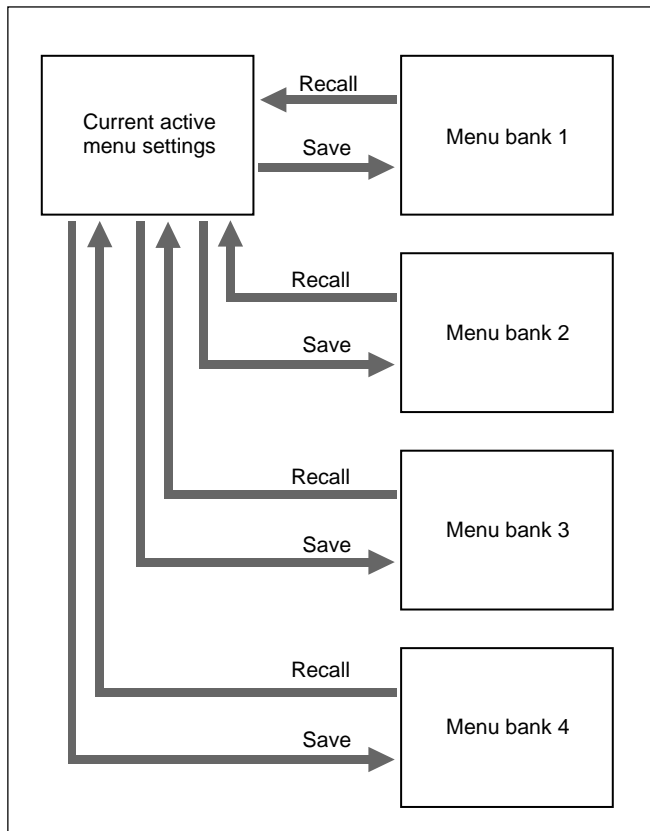 Current active
menu settings
Recall
Save
Menu bank 1
Recall
Save
Menu bank 2
Recall
Save
Menu bank 3
Recall
Save
Menu bank 4